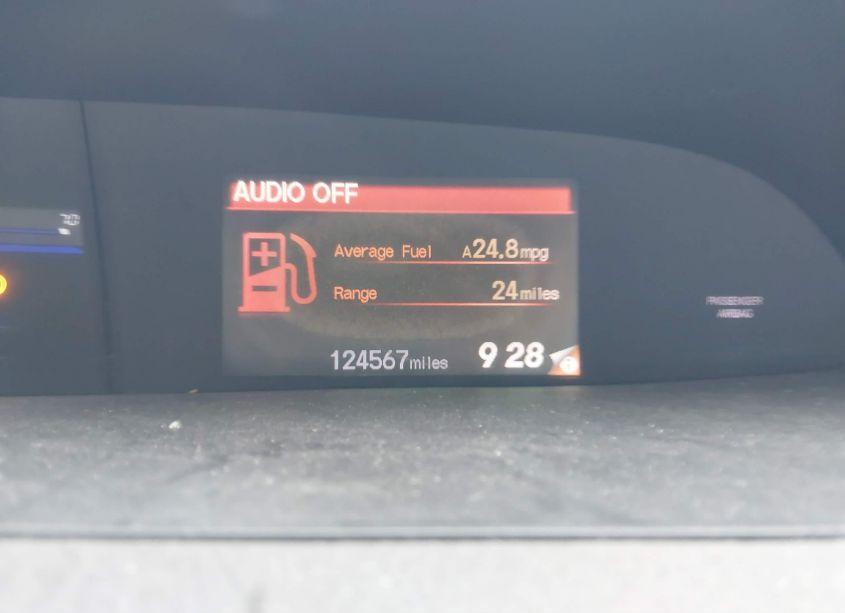 AUDIO OFF
Average Fuel A24.8mpg
Range 24miles
124567miles 9 28
PASSENGER
AIRBAG